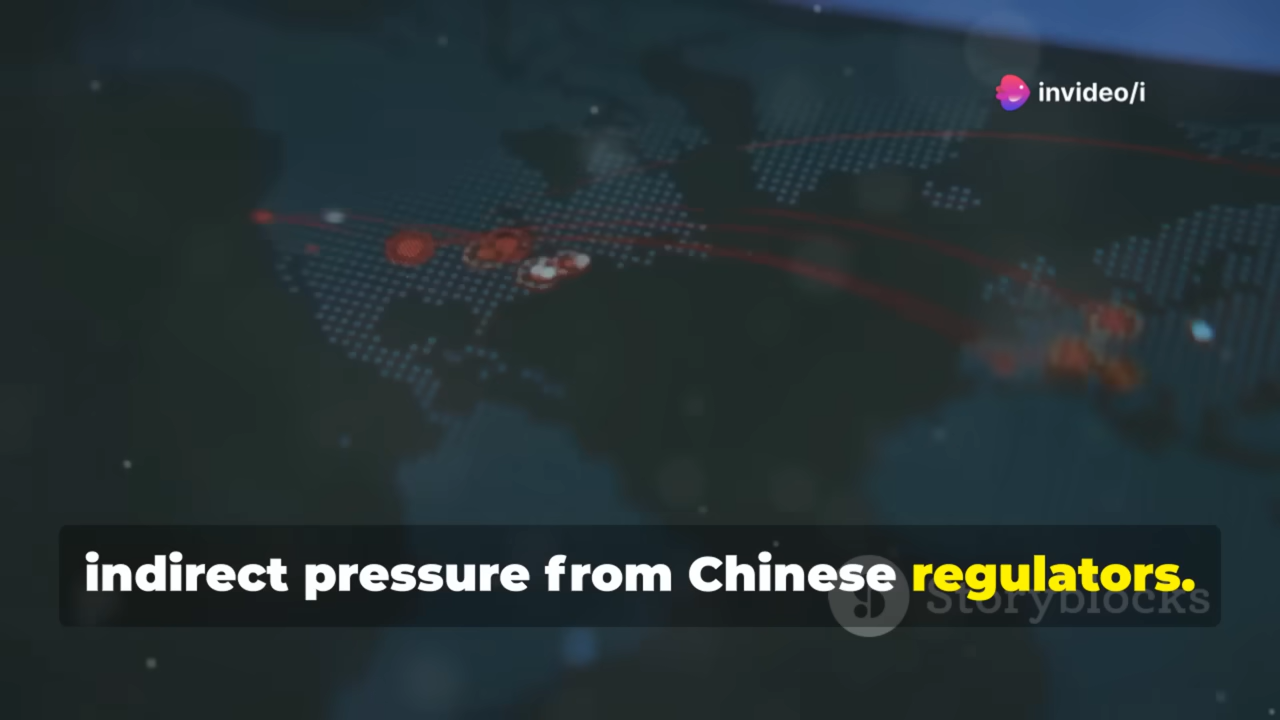 invideo/i
indirect pressure from Chinese regulators.
Storyblocks